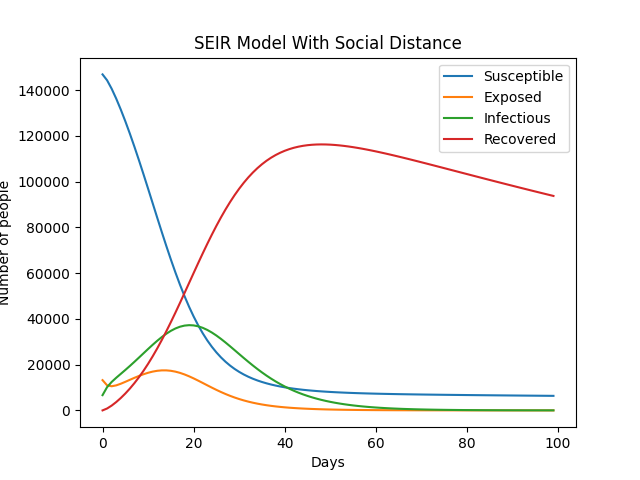 SEIR Model With Social Distance
Susceptible
Exposed
Infectious
Recovered
140000
120000
100000
80000
60000
40000
20000
0
Number of people
0 20 40 60 80 100
Days